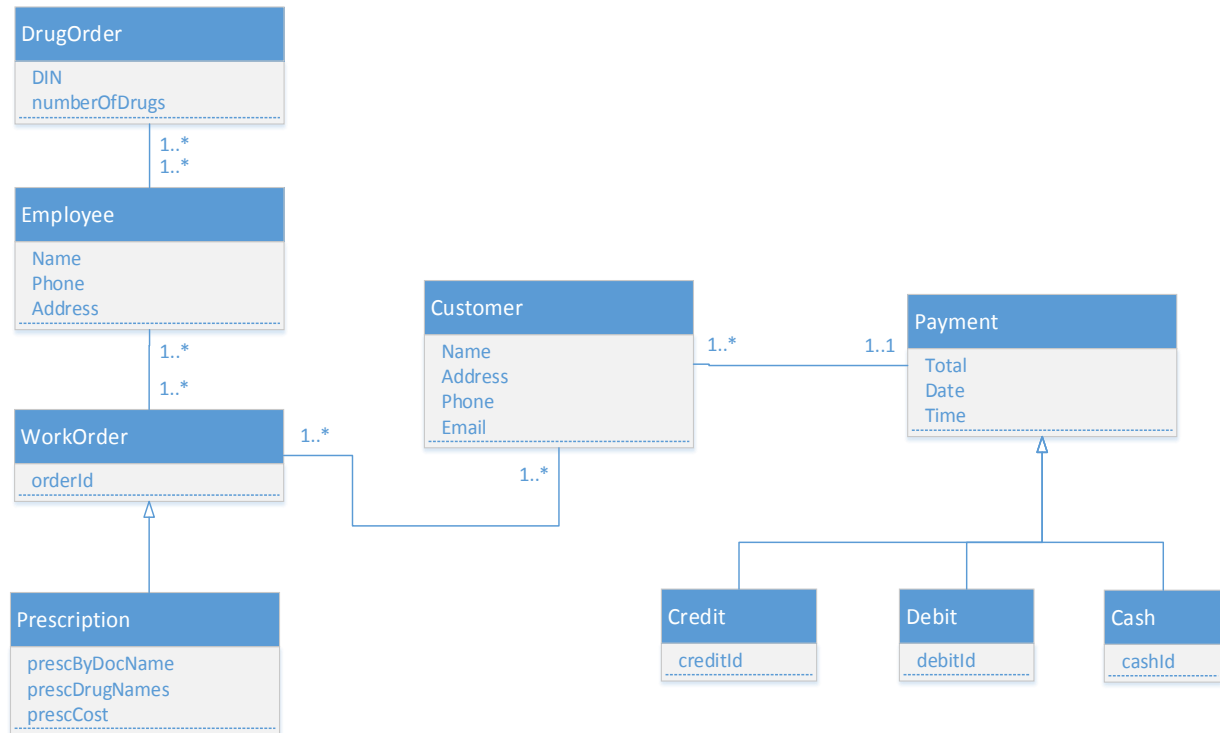 DrugOrder
DIN
numberOfDrugs
1..*
1..*
Employee
Name
Phone
Address
1..*
1..*
WorkOrder
orderId
1..*
Prescription
prescByDocName
prescDrugNames
prescCost
Customer
Name
Address
Phone
Email
1..*
1..*
1..1
Payment
Total
Date
Time
Credit
creditId
Debit
debitId
Cash
cashId